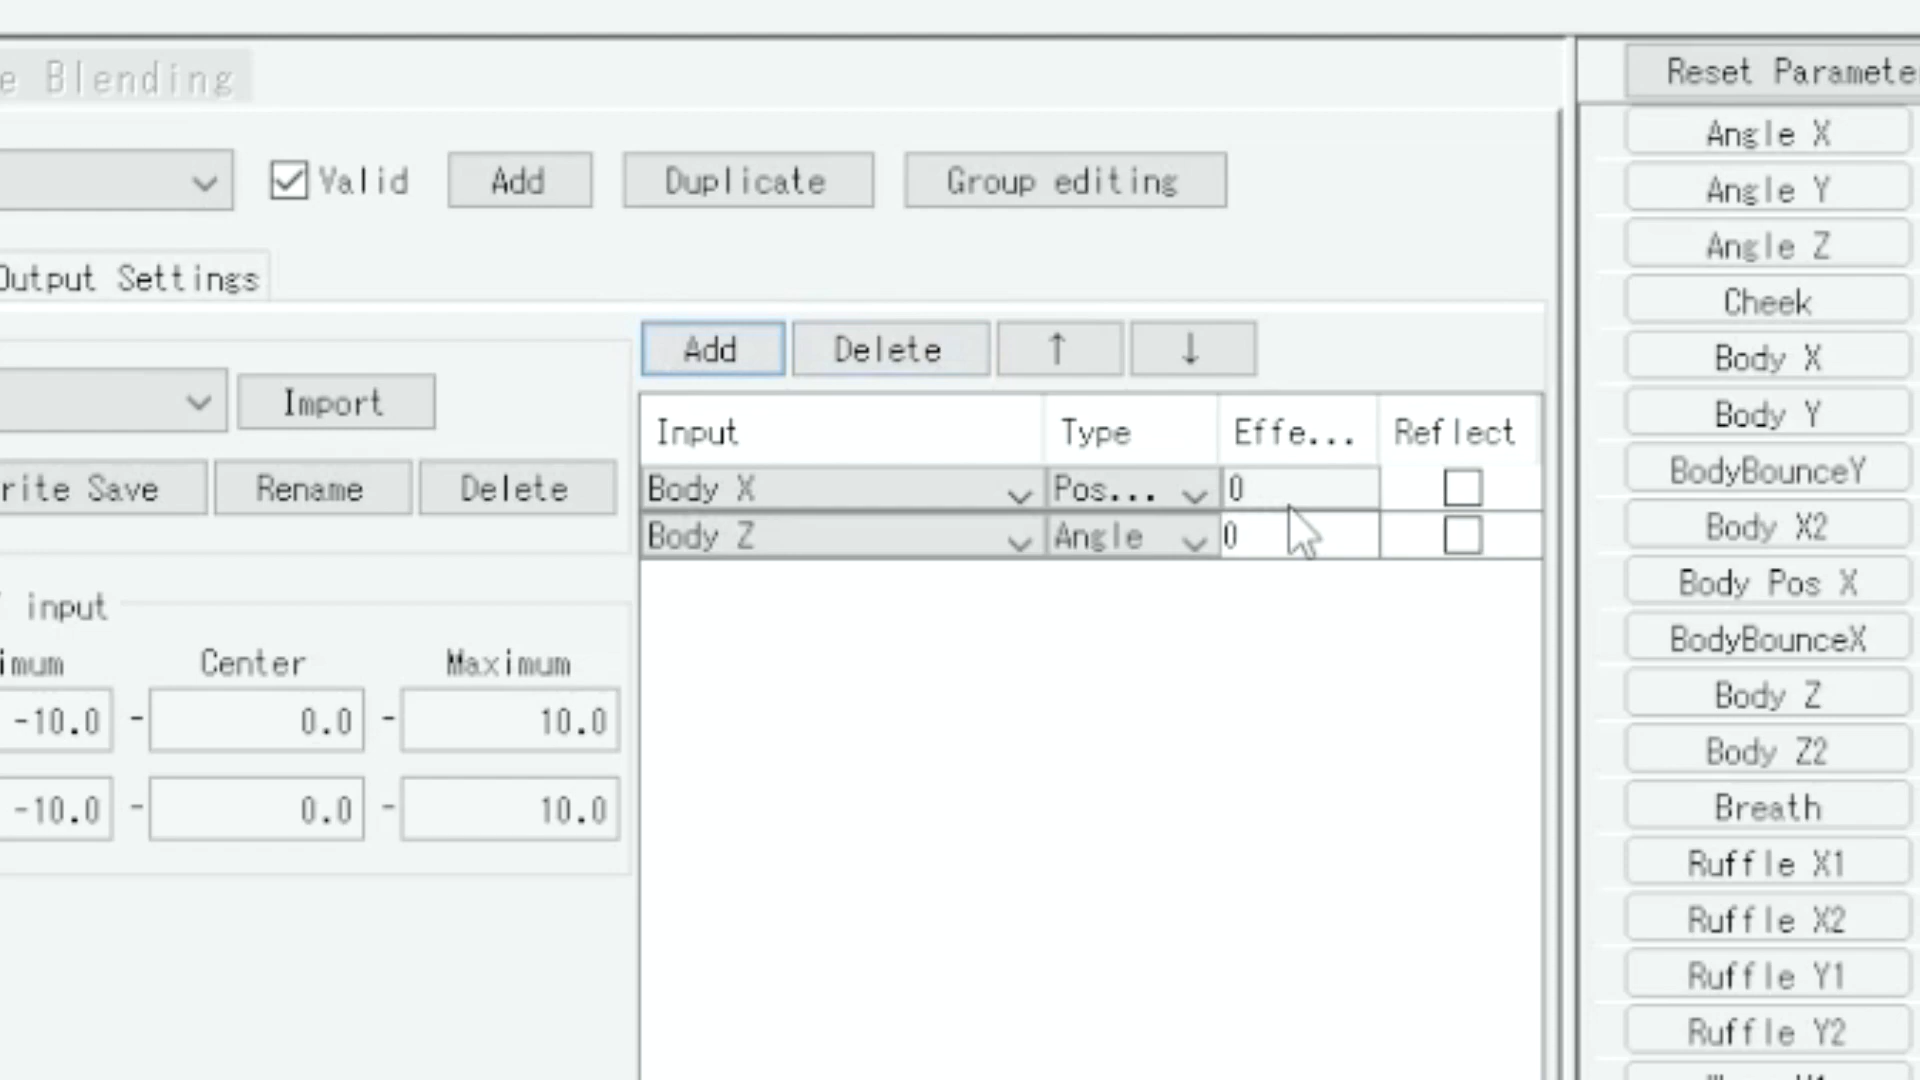 e Blending
Reset Paramete
Valid
Add
Duplicate
Group editing
Output Settings
Add
Delete
↑
↓
Import
rite Save
Rename
Delete
Input
Type
Effe...
Reflect
Body X
Pos...
0
Body Z
Angle
0
input
imum
Center
Maximum
-10.0
-
0.0
-
10.0
-10.0
-
0.0
-
10.0
Angle X
Angle Y
Angle Z
Cheek
Body X
Body Y
BodyBounceY
Body X2
Body Pos X
BodyBounceX
Body Z
Body Z2
Breath
Ruffle X1
Ruffle X2
Ruffle Y1
Ruffle Y2